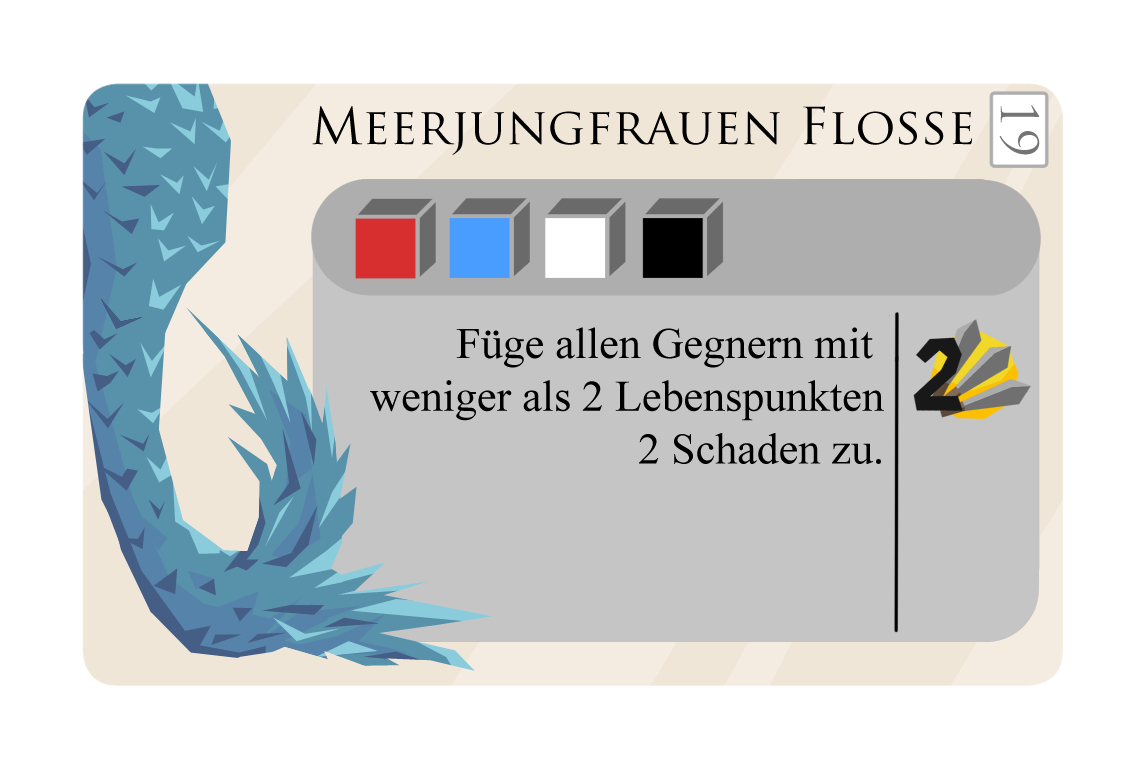 19
MEERJUNGFRAUEN FLOSSE
Füge allen Gegnern mit
weniger als 2 Lebenspunkten
2 Schaden zu.
2